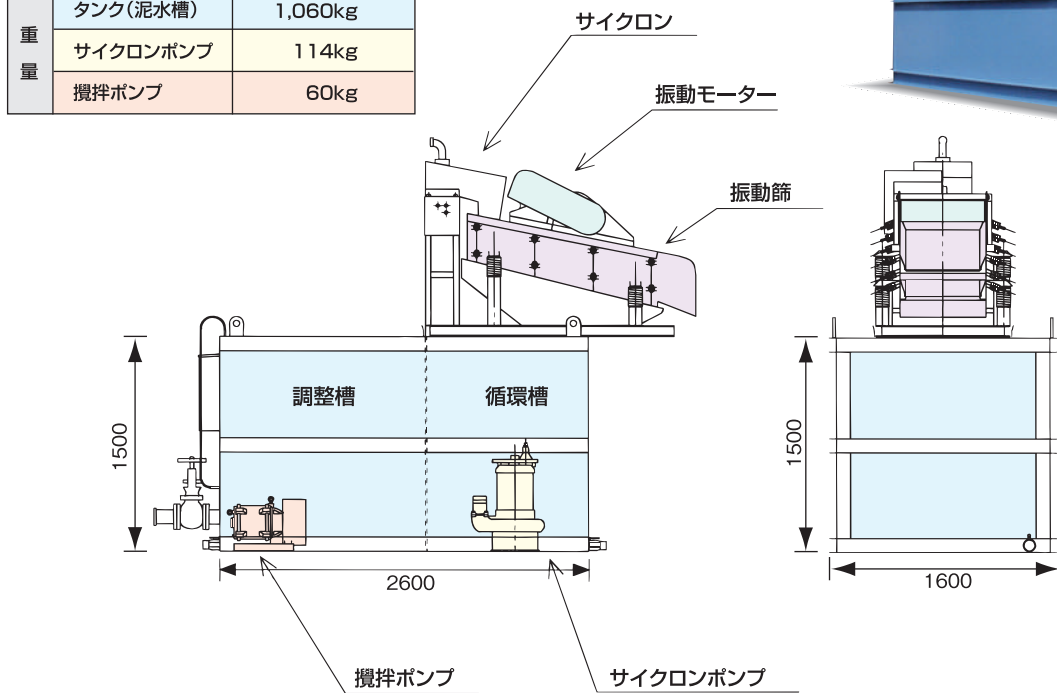 タンク(泥水槽) 1,060kg
重量
サイクロンポンプ 114kg
攪拌ポンプ 60kg
サイクロン
振動モーター
振動篩
調整槽
循環槽
1500
1500
2600
1600
攪拌ポンプ
サイクロンポンプ